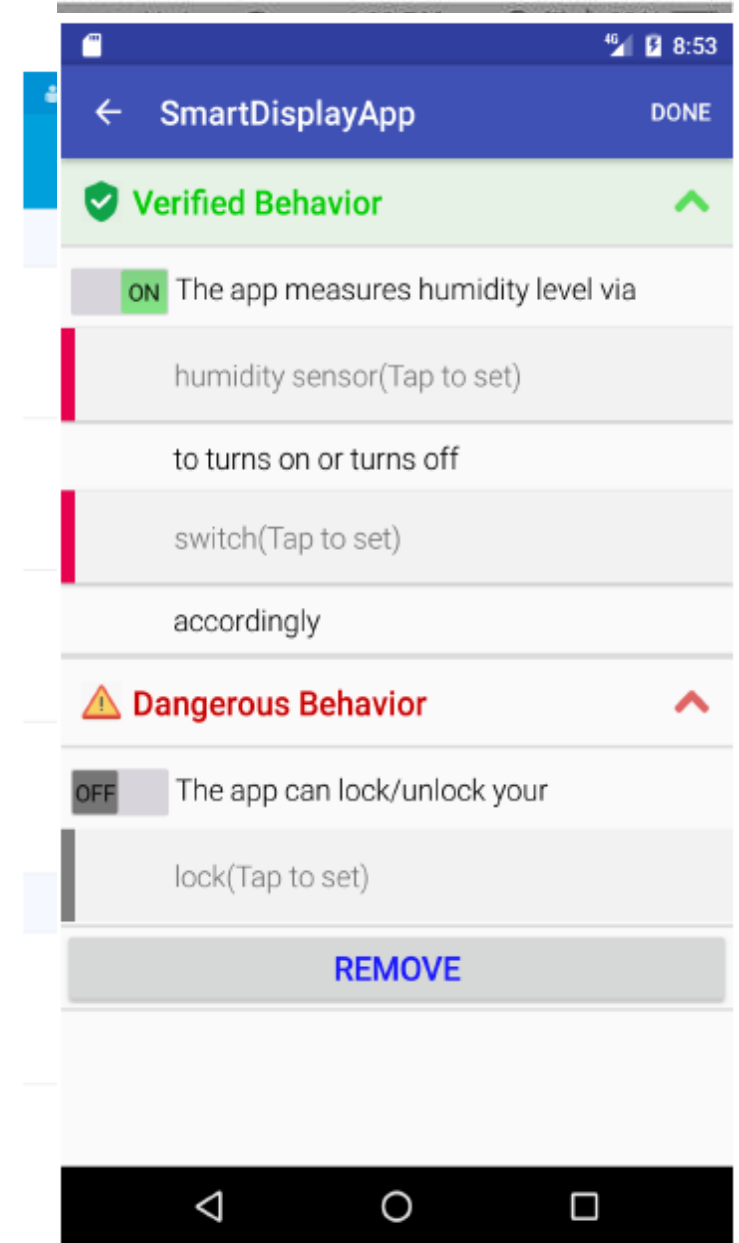 4G 8:53
SmartDisplayApp DONE
Verified Behavior
ON The app measures humidity level via
humidity sensor(Tap to set)
to turns on or turns off
switch(Tap to set)
accordingly
Dangerous Behavior
OFF The app can lock/unlock your
lock(Tap to set)
REMOVE